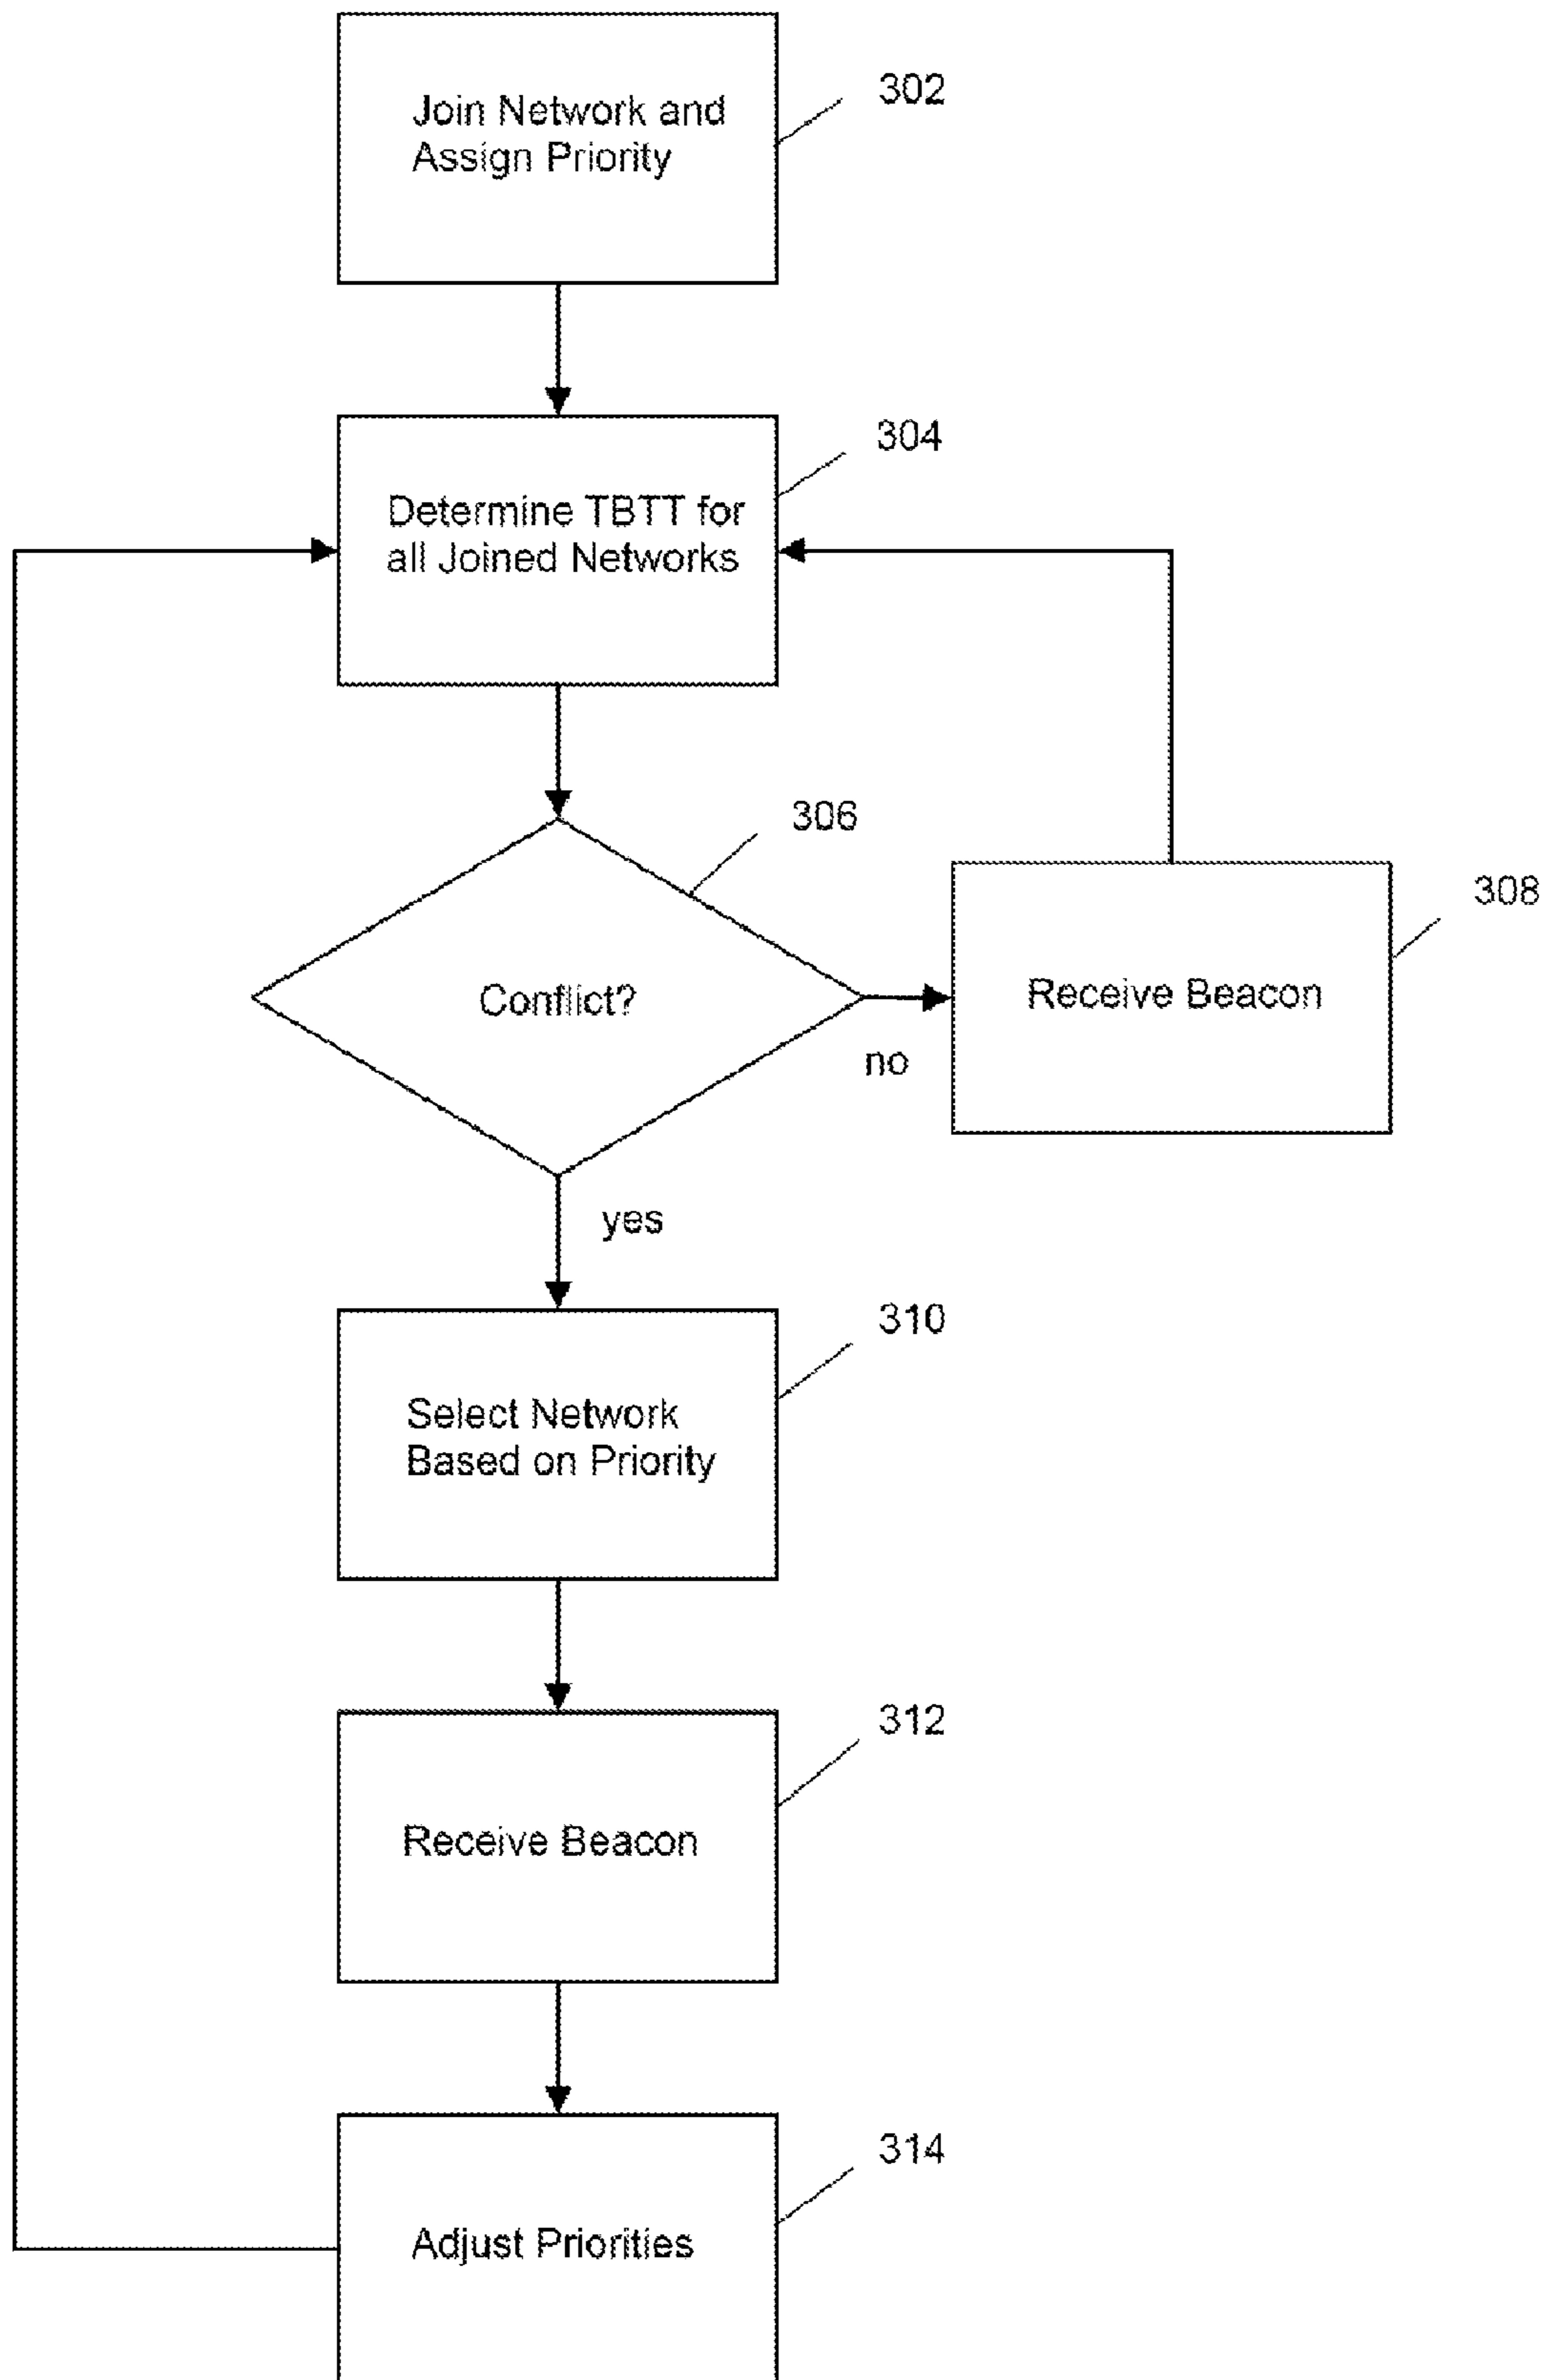 Join Network and
Assign Priority
302
Determine TBTT for
all Joined Networks
304
Conflict?
306
no
Receive Beacon
308
yes
Select Network
Based on Priority
310
Receive Beacon
312
Adjust Priorities
314